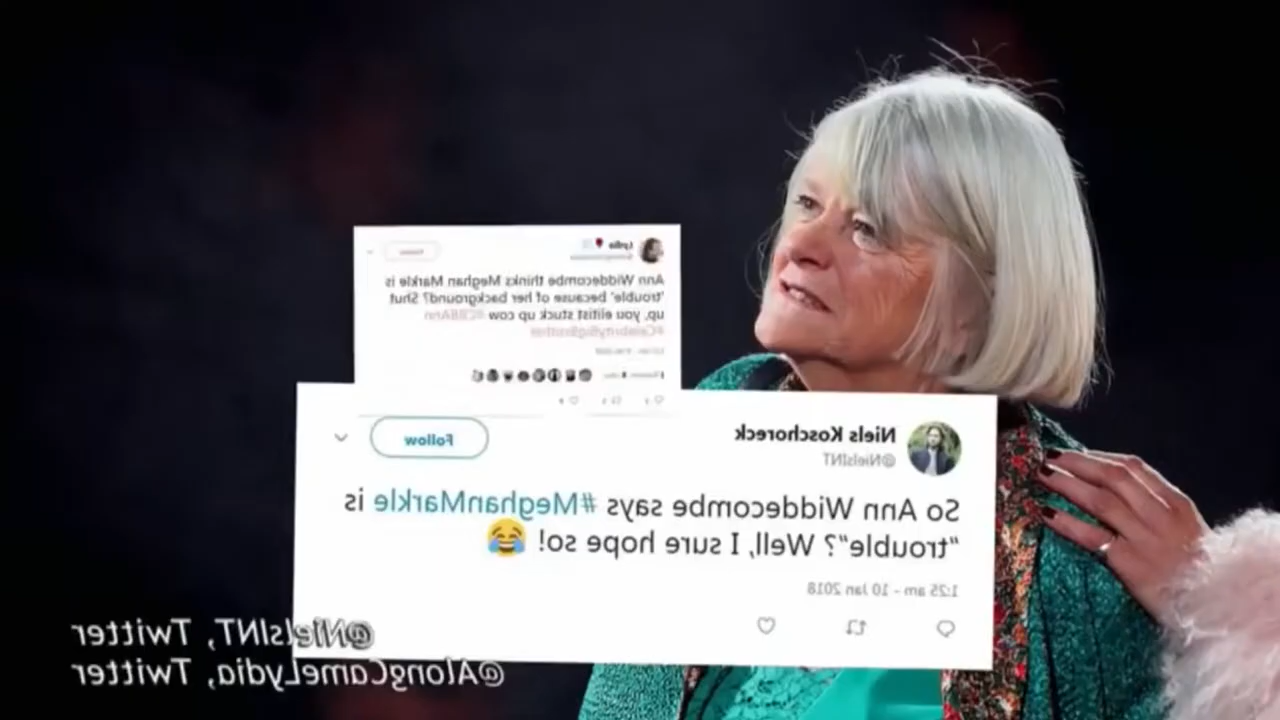 Lydia
Ann Widdecombe thinks Meghan Markle is
'trouble' because of her background? Shut
up, you elitist stuck up cow #CBBAnn
#CelebrityBigBrother
Niels Koschoreck
@NielsINT
Follow
So Ann Widdecombe says #MeghanMarkle is
"trouble"? Well, I sure hope so! 😂
1:25 am - 10 Jan 2018
@NielsINT, Twitter
@AlongCameLydia, Twitter